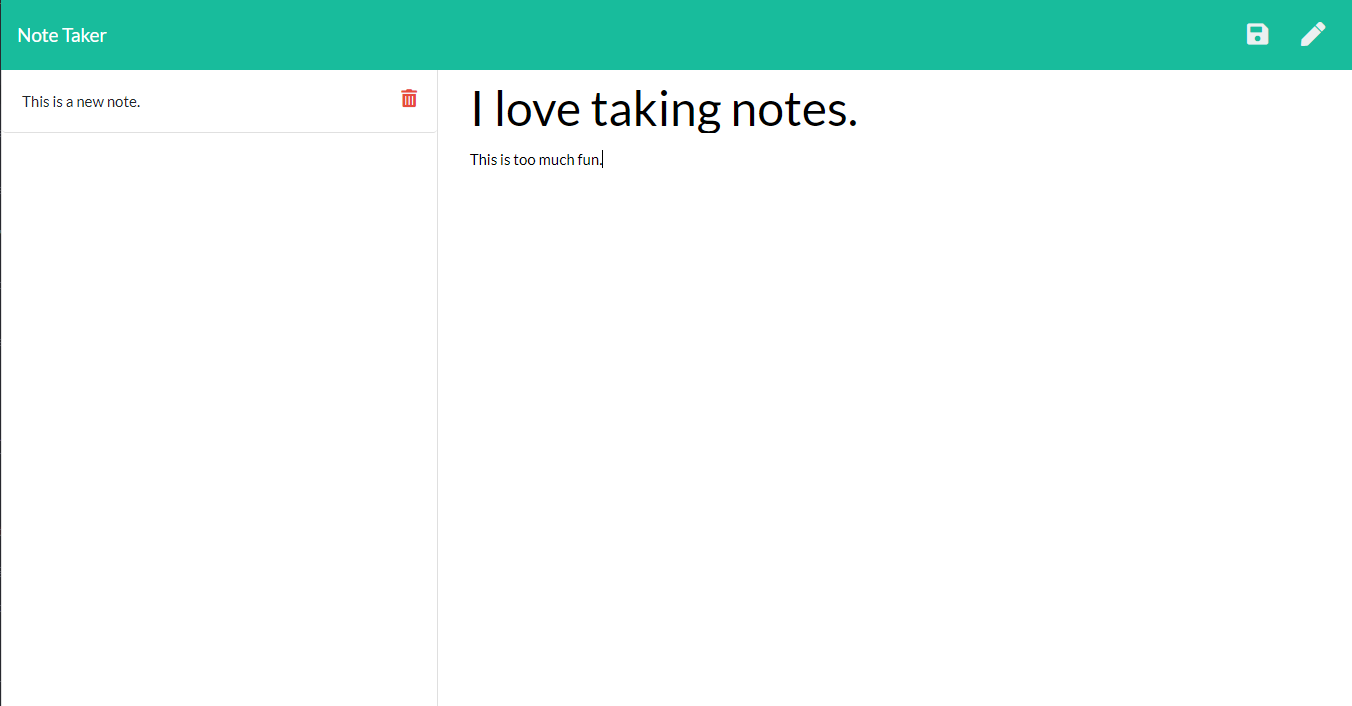 Note Taker
This is a new note.
I love taking notes.
This is too much fun.